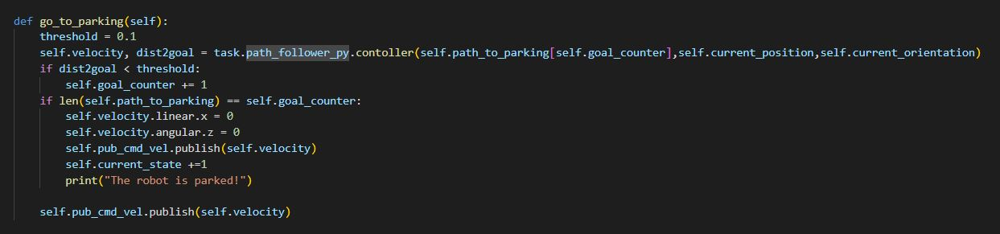 def go_to_parking(self):
    threshold = 0.1
    self.velocity, dist2goal = task.path_follower_py.contoller(self.path_to_parking[self.goal_counter],self.current_position,self.current_orientation)
    if dist2goal < threshold:
        self.goal_counter += 1
    if len(self.path_to_parking) == self.goal_counter:
        self.velocity.linear.x = 0
        self.velocity.angular.z = 0
        self.pub_cmd_vel.publish(self.velocity)
        self.current_state +=1
        print("The robot is parked!")

    self.pub_cmd_vel.publish(self.velocity)